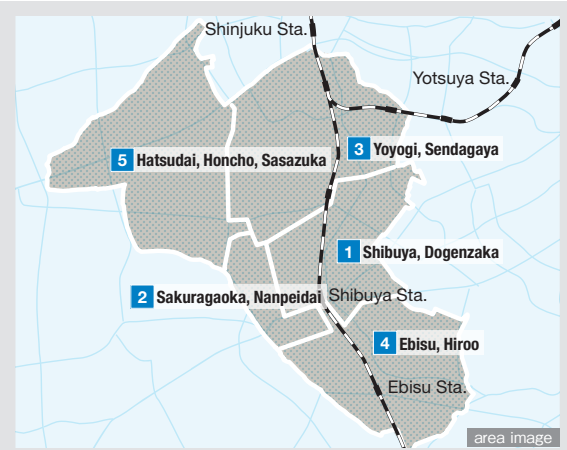 Shinjuku Sta.
Yotsuya Sta.
3 Yoyogi, Sendagaya
5 Hatsudai, Honcho, Sasazuka
1 Shibuya, Dogenzaka
2 Sakuragaoka, Nanpeidai
Shibuya Sta.
4 Ebisu, Hiroo
Ebisu Sta.
area image